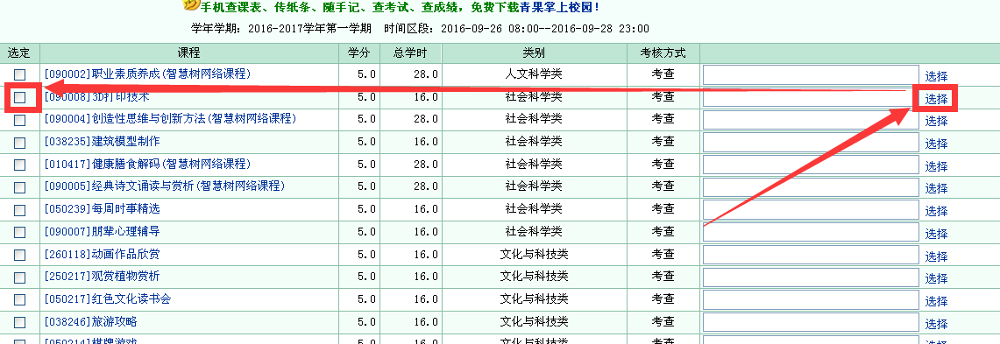 手机查课表、传纸条、随手记、查考试、查成绩，免费下载青果掌上校园！
学年学期：2016-2017学年第一学期 时间区段：2016-09-26 08:00--2016-09-28 23:00
选定 课程 学分 总学时 类别 考核方式
[090002]职业素质养成(智慧树网络课程) 5.0 28.0 人文科学类 考查 选择
[090008]3D打印技术 5.0 16.0 社会科学类 考查 选择
[090004]创造性思维与创新方法(智慧树网络课程) 5.0 28.0 社会科学类 考查 选择
[038235]建筑模型制作 5.0 16.0 社会科学类 考查 选择
[010417]健康膳食解码(智慧树网络课程) 5.0 28.0 社会科学类 考查 选择
[090005]经典诗文诵读与赏析(智慧树网络课程) 5.0 28.0 社会科学类 考查 选择
[050239]每周时事精选 5.0 16.0 社会科学类 考查 选择
[090007]朋辈心理辅导 5.0 16.0 社会科学类 考查 选择
[260118]动画作品欣赏 5.0 16.0 文化与科技类 考查 选择
[250217]观赏植物赏析 5.0 16.0 文化与科技类 考查 选择
[050217]红色文化读书会 5.0 16.0 文化与科技类 考查 选择
[038246]旅游攻略 5.0 16.0 文化与科技类 考查 选择
[050214]棋牌游戏 5.0 16.0 文化与科技类 考查 选择